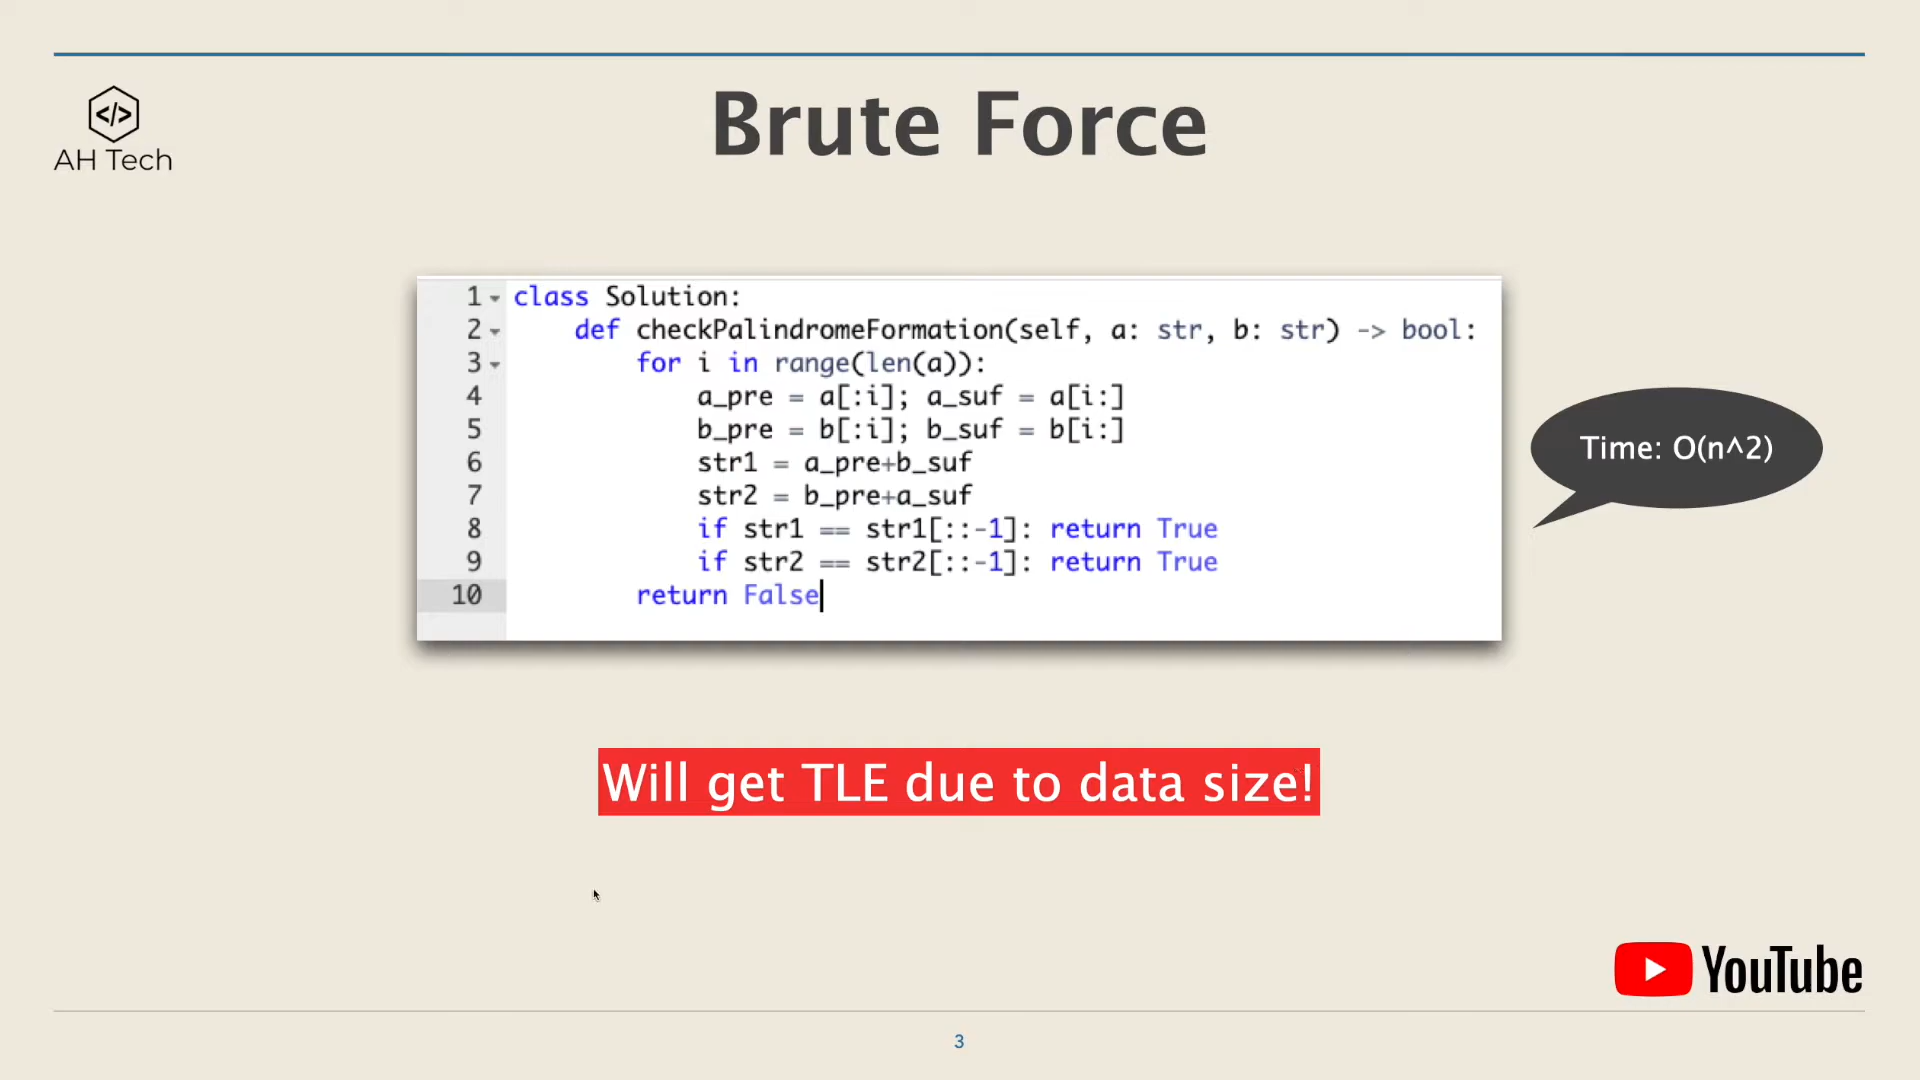 </>
AH Tech
Brute Force
1 class Solution:
2 def checkPalindromeFormation(self, a: str, b: str) -> bool:
3 for i in range(len(a)):
4 a_pre = a[:i]; a_suf = a[i:]
5 b_pre = b[:i]; b_suf = b[i:]
6 str1 = a_pre+b_suf
7 str2 = b_pre+a_suf
8 if str1 == str1[::-1]: return True
9 if str2 == str2[::-1]: return True
10 return False
Time: O(n^2)
Will get TLE due to data size!
YouTube
3